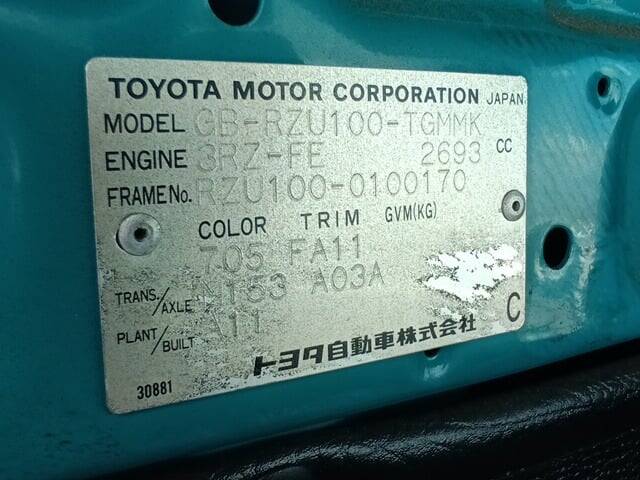 TOYOTA MOTOR CORPORATION JAPAN
MODEL GB-RZU100-TGMMK
ENGINE 3RZ-FE 2693 CC
FRAME No. RZU100-0100170
COLOR TRIM GVM(KG)
705 FA11
TRANS./AXLE M153 A03A
PLANT/BUILT A11
トヨタ自動車株式会社 C
30881